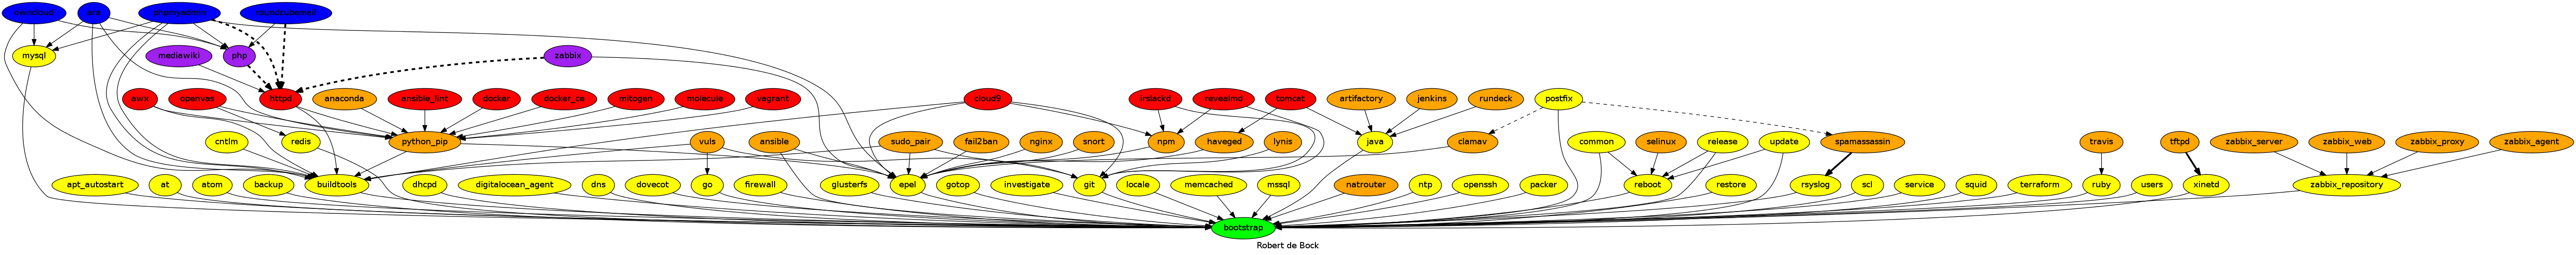 owncloud ara phpmyadmin roundcubemail
mysql mediawiki php zabbix
awx openvas httpd anaconda ansible_lint docker docker_ce mitogen molecule vagrant cloud9 irslackd revealmd tomcat artifactory jenkins rundeck postfix
cntlm redis python_pip vuls ansible sudo_pair fail2ban nginx snort npm haveged lynis java clamav common selinux release update spamassassin travis tftpd zabbix_server zabbix_web zabbix_proxy zabbix_agent
apt_autostart at atom backup buildtools dhcpd digitalocean_agent dns dovecot go firewall glusterfs epel gotop investigate git locale memcached mssql natrouter ntp openssh packer reboot restore rsyslog scl service squid terraform ruby users xinetd zabbix_repository
bootstrap
Robert de Bock